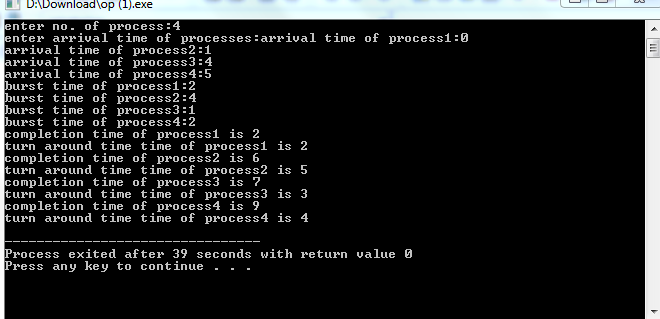 D:\Download\op (1).exe
enter no. of process:4
enter arrival time of processes:arrival time of process1:0
arrival time of process2:1
arrival time of process3:4
arrival time of process4:5
burst time of process1:2
burst time of process2:4
burst time of process3:1
burst time of process4:2
completion time of process1 is 2
turn around time time of process1 is 2
completion time of process2 is 6
turn around time time of process2 is 5
completion time of process3 is 7
turn around time time of process3 is 3
completion time of process4 is 9
turn around time time of process4 is 4
--------------------------------
Process exited after 39 seconds with return value 0
Press any key to continue . . .